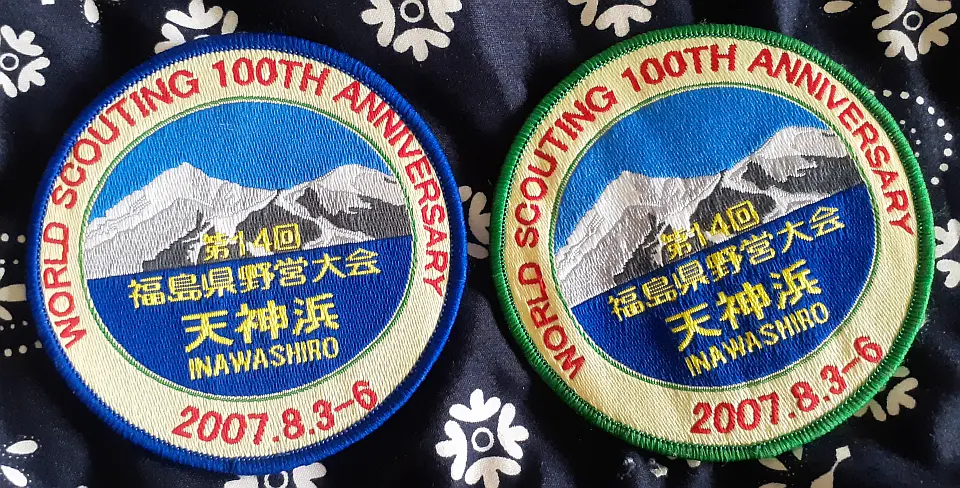 WORLD SCOUTING 100TH ANNIVERSARY
第14回
福島県野営大会
天神浜
INAWASHIRO
2007.8.3-6
WORLD SCOUTING 100TH ANNIVERSARY
第14回
福島県野営大会
天神浜
INAWASHIRO
2007.8.3-6